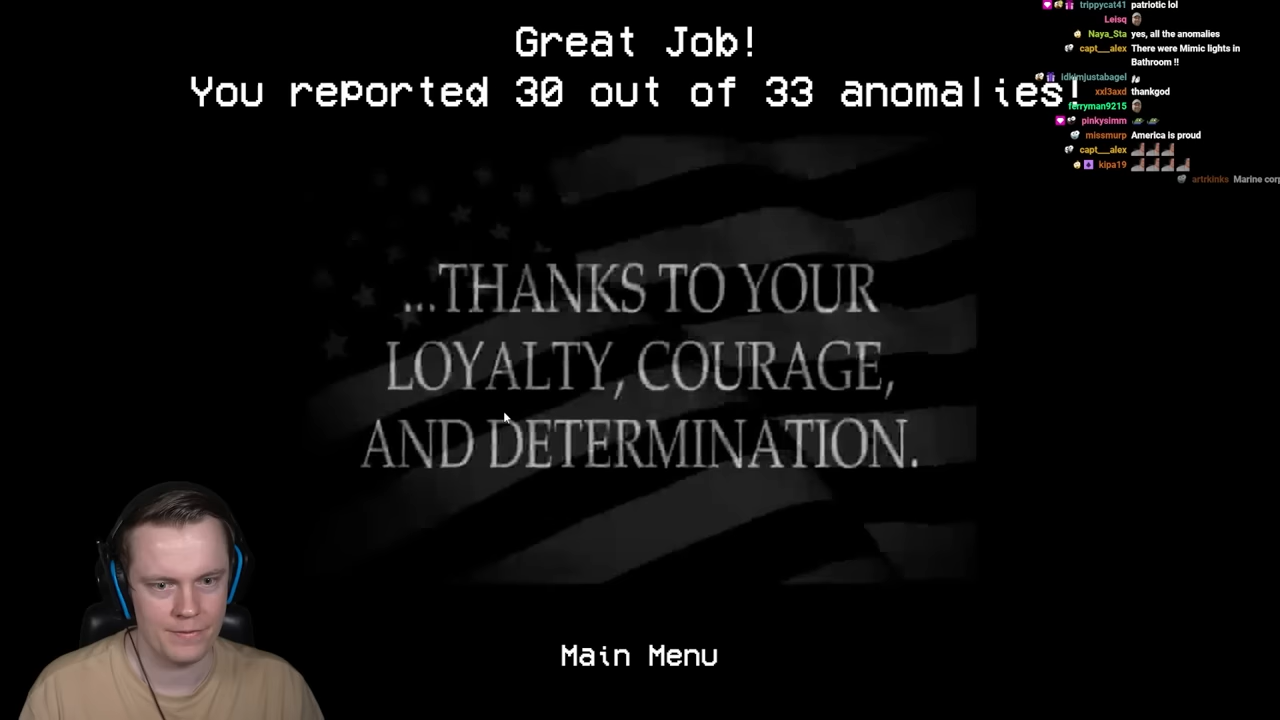 Great Job!
You reported 30 out of 33 anomalies!
...THANKS TO YOUR
LOYALTY, COURAGE,
AND DETERMINATION.
Main Menu
trippycat41 patriotic lol
Leisq
Naya_Sta yes, all the anomalies
capt__alex There were Mimic lights in
Bathroom !!
idkimjustabagel
xxl3axd thankgod
ferryman9215
pinkysimm
missmurp America is proud
capt__alex
kipa19
artrkinks Marine corp